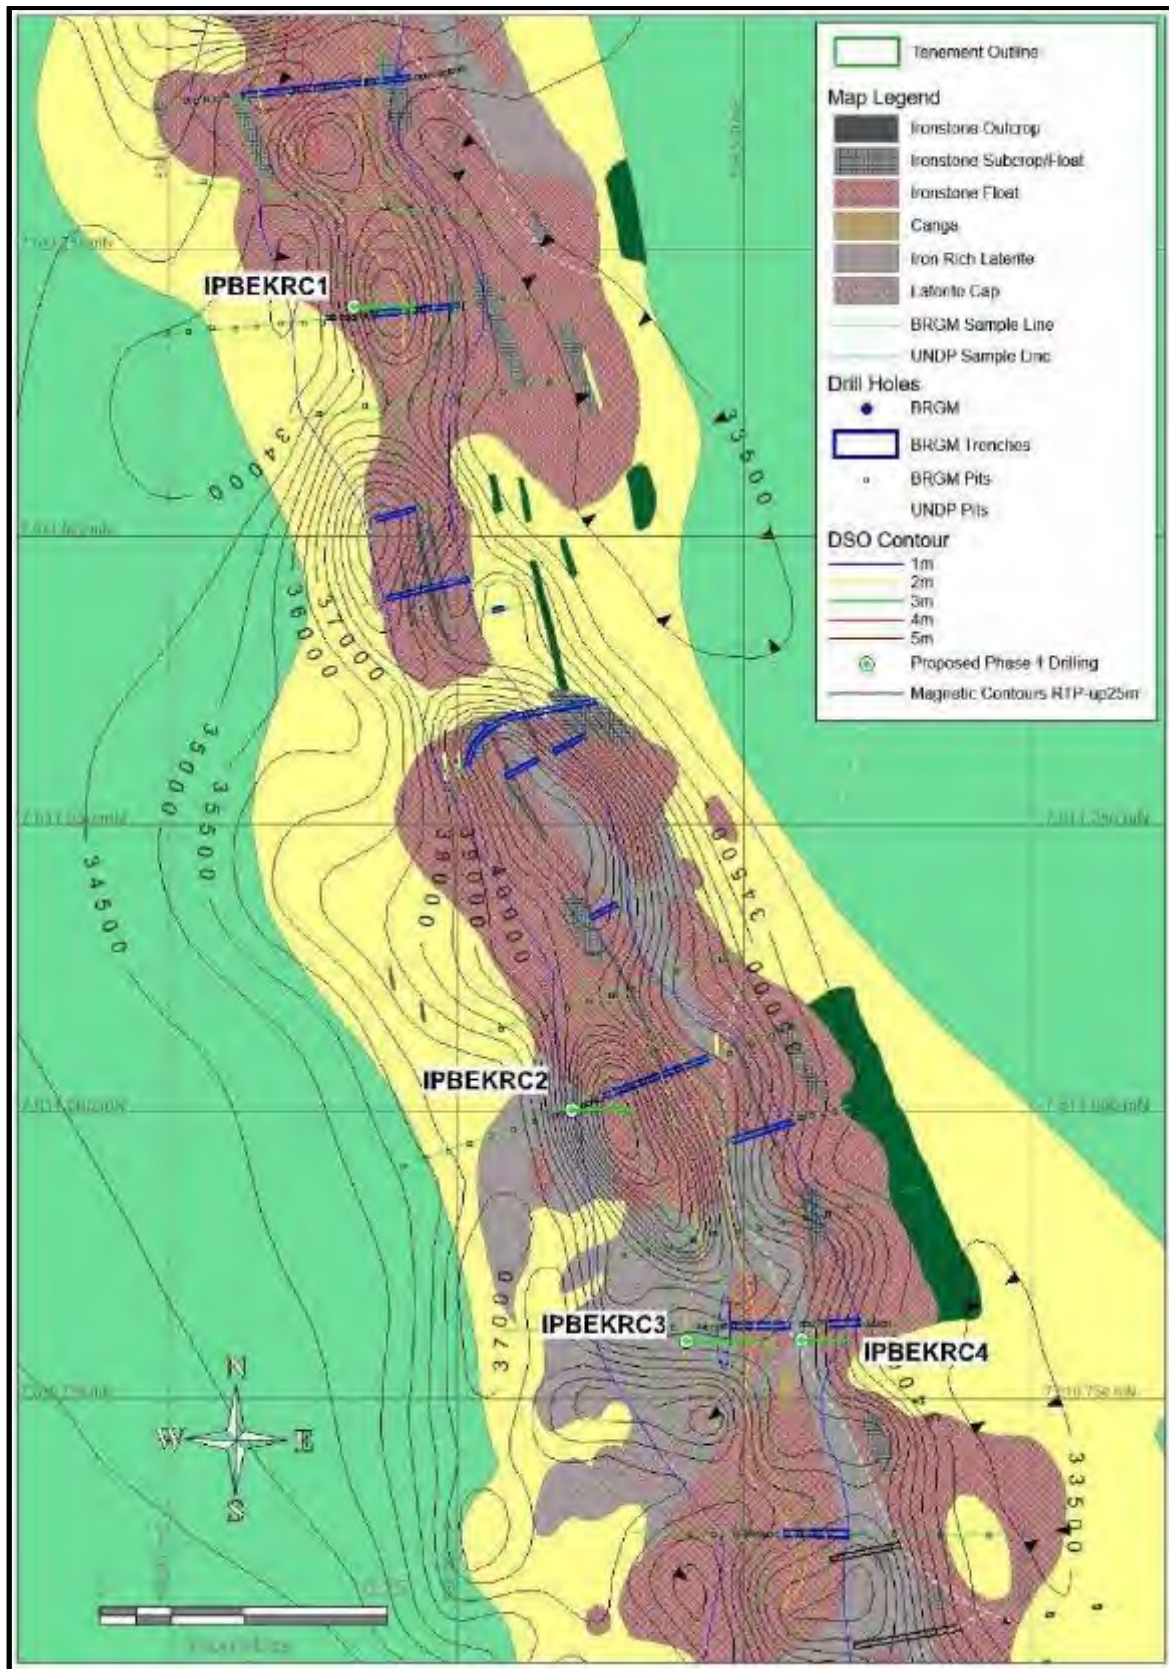 Tenement Outline
Map Legend
Ironstone Outcrop
Ironstone Subcrop/Float
Ironstone Float
Canga
Iron Rich Laterite
Laterite Cap
BRGM Sample Line
UNDP Sample Line
Drill Holes
BRGM
BRGM Trenches
BRGM Pits
UNDP Pits
DSO Contour
1m
2m
3m
4m
5m
Proposed Phase 1 Drilling
Magnetic Contours RTP-up25m
IPBEKRC1
34000
33500
36000
37000
35000
35500
34500
40000
34500
IPBEKRC2
37000
IPBEKRC3
IPBEKRC4
33500
N
W
E
S